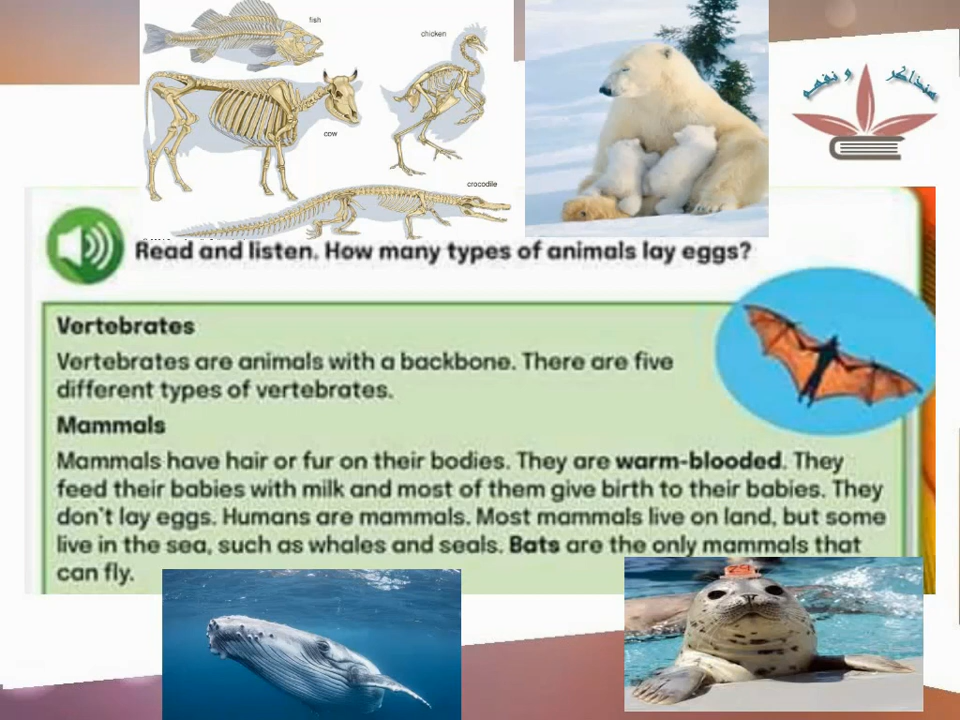 fish
chicken
cow
crocodile
هنذاكر ونفهم
Read and listen. How many types of animals lay eggs?
Vertebrates
Vertebrates are animals with a backbone. There are five
different types of vertebrates.
Mammals
Mammals have hair or fur on their bodies. They are warm-blooded. They
feed their babies with milk and most of them give birth to their babies. They
don't lay eggs. Humans are mammals. Most mammals live on land, but some
live in the sea, such as whales and seals. Bats are the only mammals that
can fly.